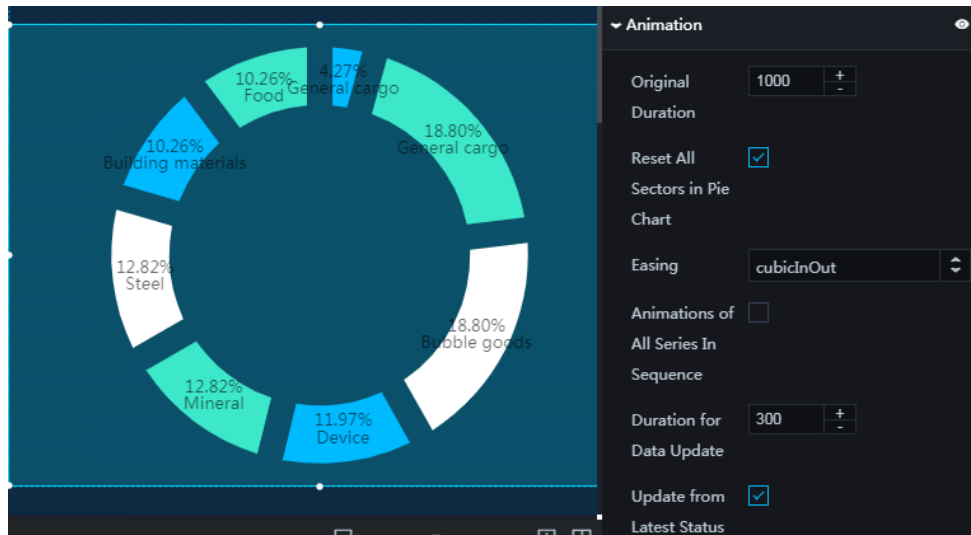 4.27%
General cargo
18.80%
General cargo
18.80%
Bubble goods
11.97%
Device
12.82%
Mineral
12.82%
Steel
10.26%
Building materials
10.26%
Food
Animation
Original
Duration
1000
+
-
Reset All
Sectors in Pie
Chart
Easing
cubicInOut
Animations of
All Series In
Sequence
Duration for
Data Update
300
+
-
Update from
Latest Status